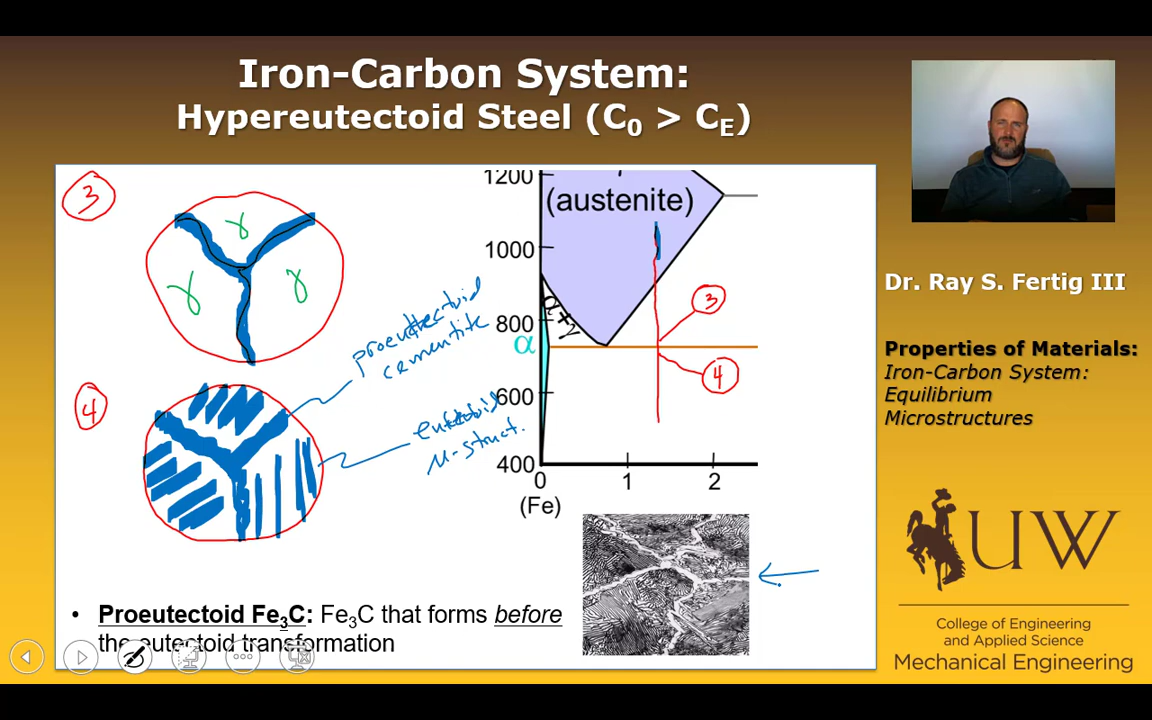 Iron-Carbon System:
Hypereutectoid Steel (C₀ > C_E)
3
γ
γ
γ
proeutectoid
cementite
4
eutectoid
μ-struct.
1200
(austenite)
1000
800
α
600
400
0
1
2
(Fe)
α+γ
3
4
• Proeutectoid Fe₃C: Fe₃C that forms before
the eutectoid transformation
Dr. Ray S. Fertig III
Properties of Materials:
Iron-Carbon System:
Equilibrium
Microstructures
UW
College of Engineering
and Applied Science
Mechanical Engineering